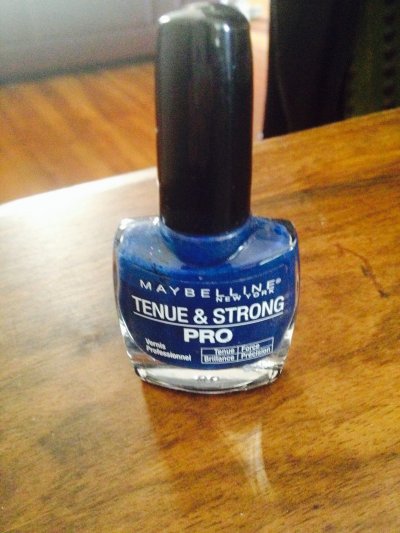 MAYBELLINE®
NEW YORK
TENUE & STRONG
PRO
Vernis
Professionnel
Tenue Force
Brillance Précision